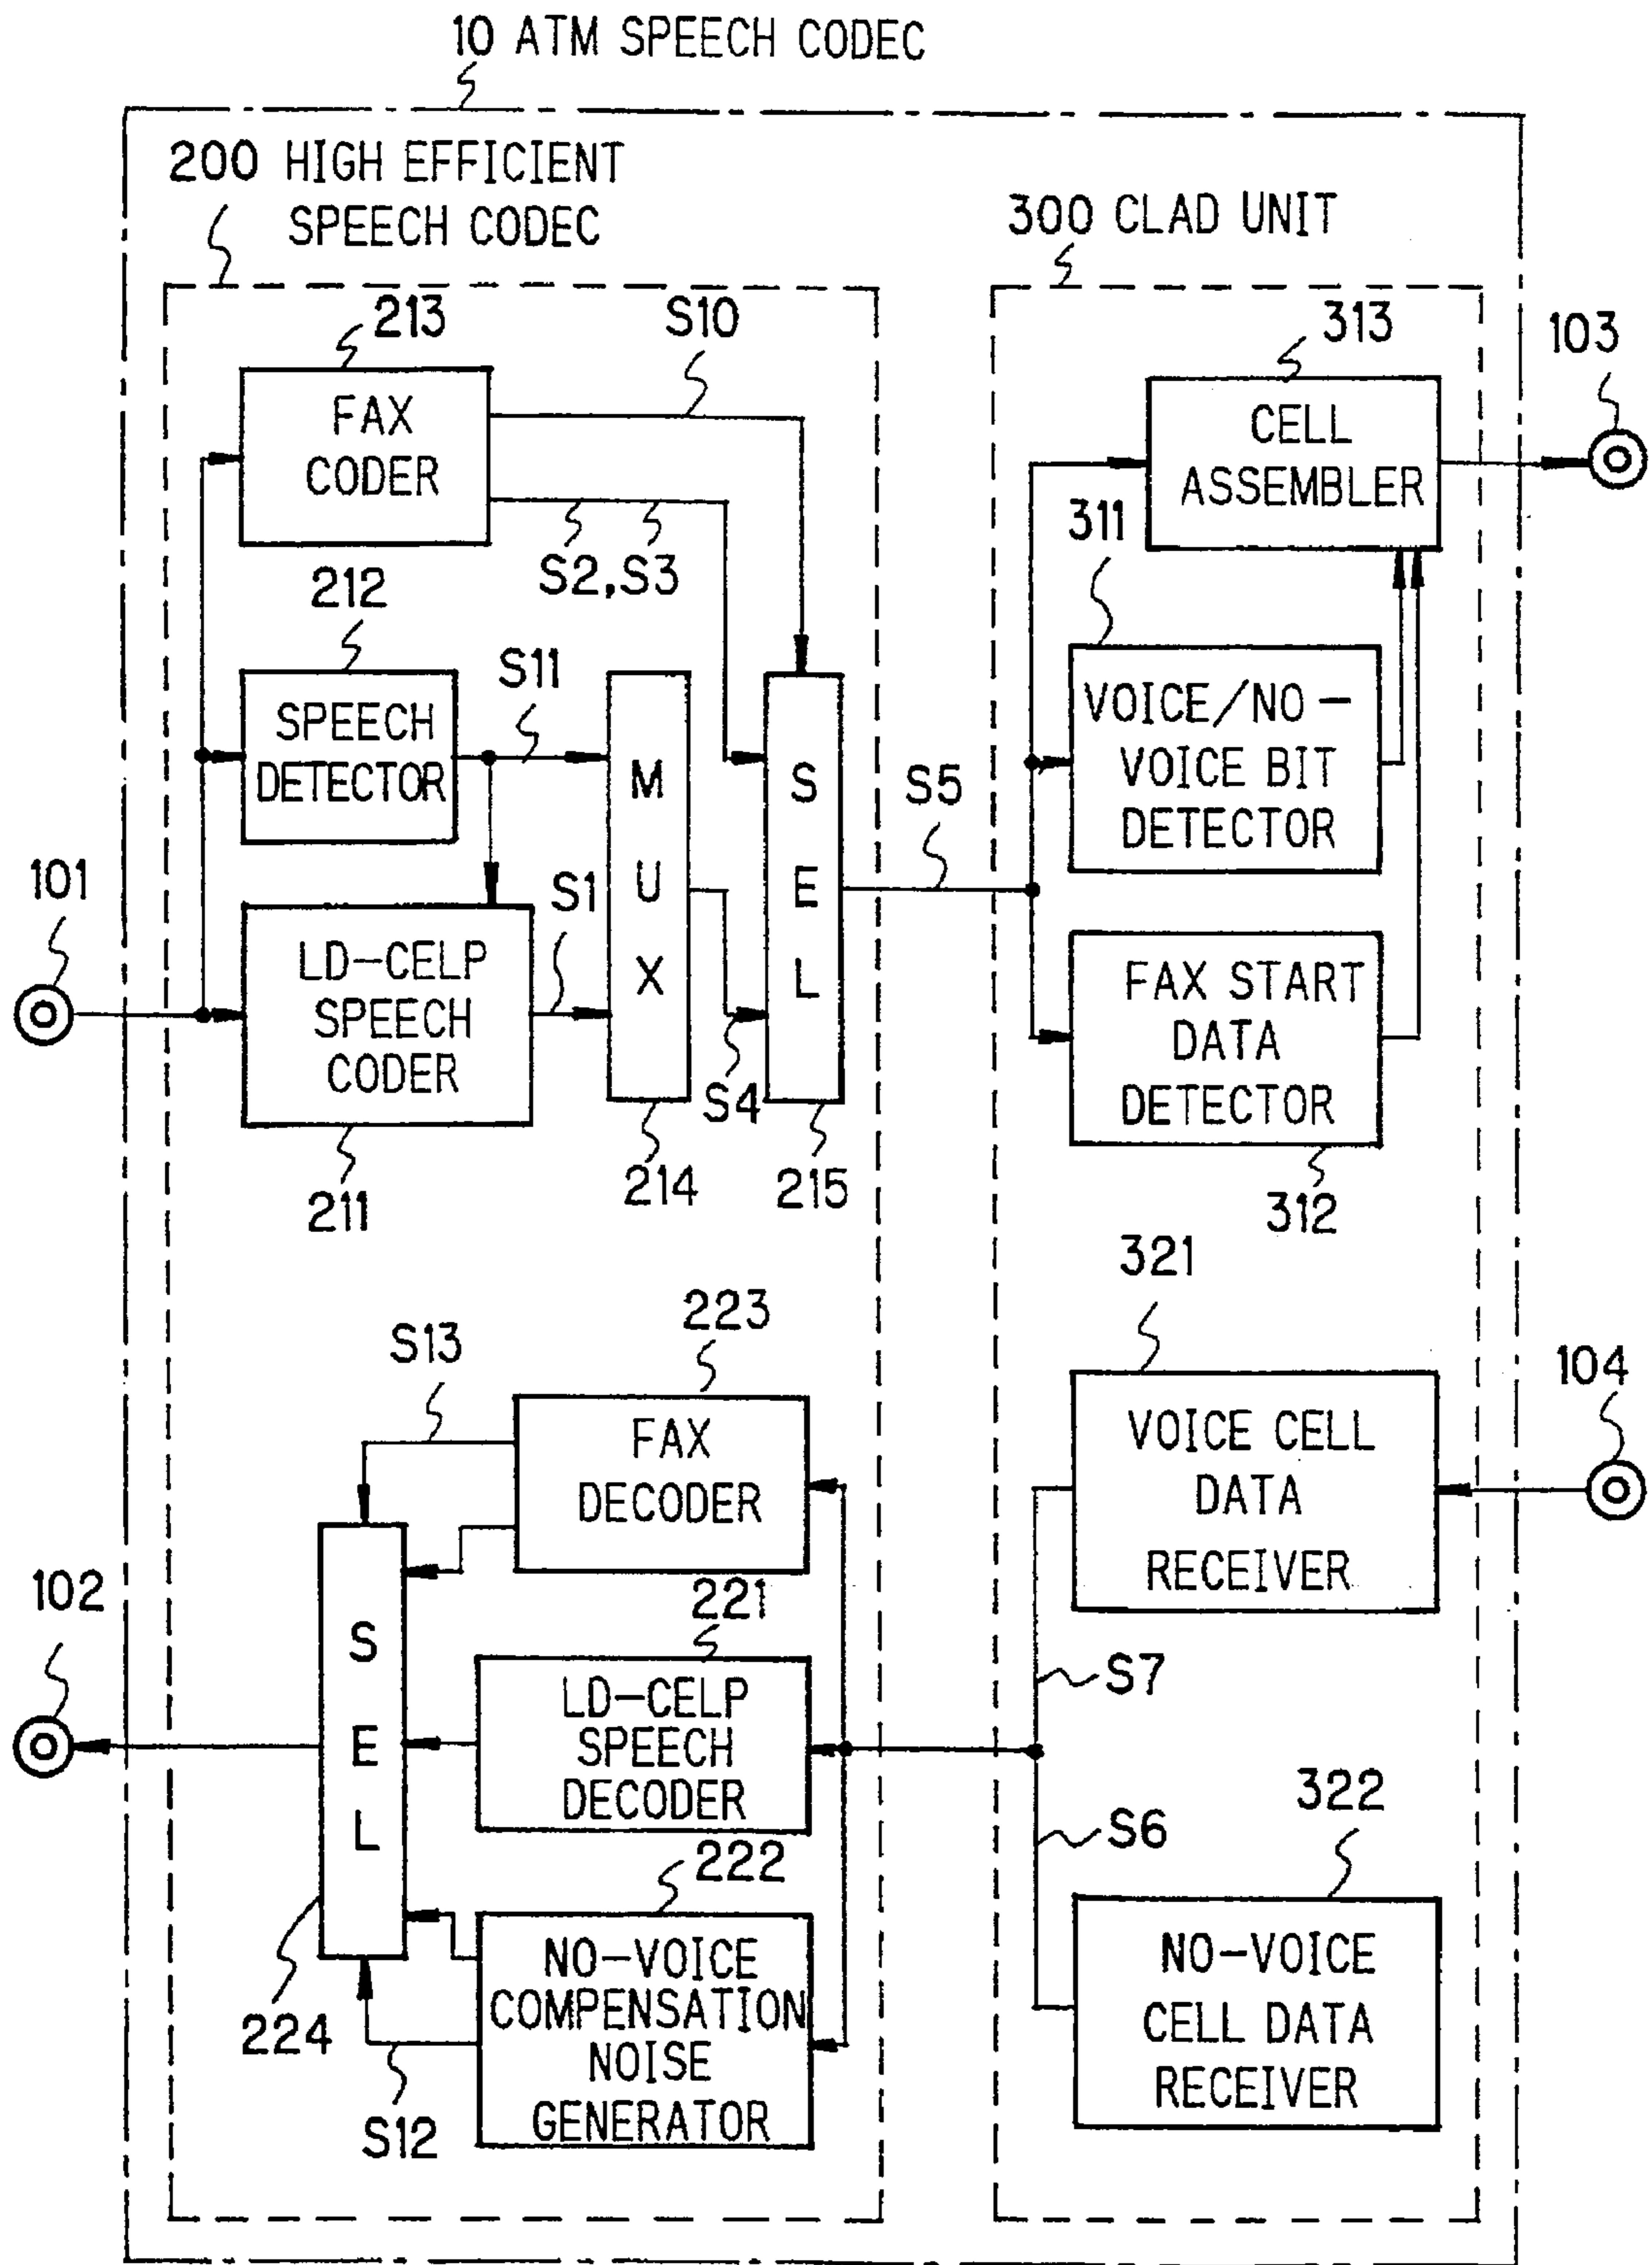 10 ATM SPEECH CODEC
200 HIGH EFFICIENT
SPEECH CODEC
300 CLAD UNIT
213
S10
313
103
FAX
CODER
CELL
ASSEMBLER
S2,S3
311
212
S11
SPEECH
DETECTOR
MUX
SEL
S5
VOICE/NO-
VOICE BIT
DETECTOR
101
S1
LD-CELP
SPEECH
CODER
FAX START
DATA
DETECTOR
S4
211
214
215
312
321
223
S13
104
FAX
DECODER
VOICE CELL
DATA
RECEIVER
102
221
SEL
LD-CELP
SPEECH
DECODER
S7
S6
322
222
NO-VOICE
COMPENSATION
NOISE
GENERATOR
NO-VOICE
CELL DATA
RECEIVER
224
S12